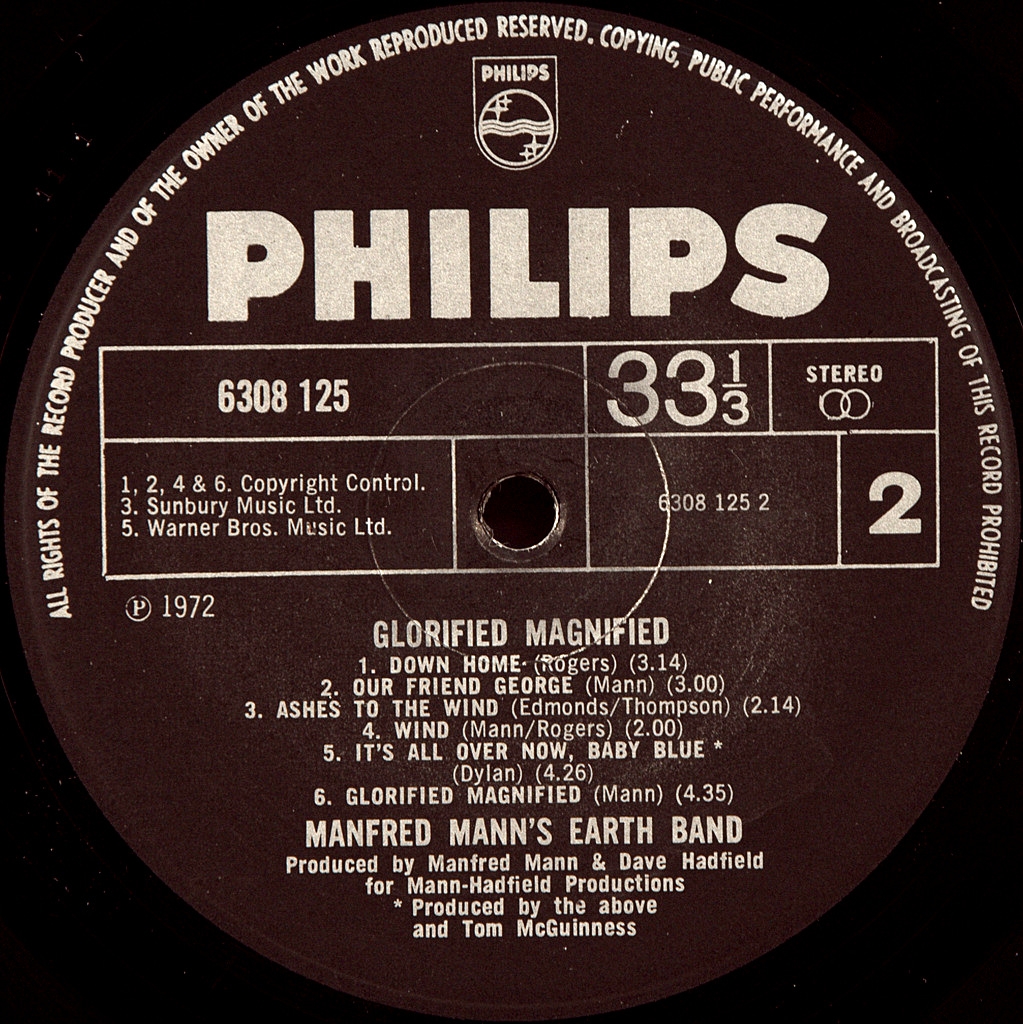 ALL RIGHTS OF THE RECORD PRODUCER AND OF THE OWNER OF THE WORK REPRODUCED RESERVED. COPYING, PUBLIC PERFORMANCE AND BROADCASTING OF THIS RECORD PROHIBITED
PHILIPS
PHILIPS
6308 125
33 1/3
STEREO
1, 2, 4 & 6. Copyright Control.
3. Sunbury Music Ltd.
5. Warner Bros. Music Ltd.
6308 125 2
2
Ⓟ 1972
GLORIFIED MAGNIFIED
1. DOWN HOME (Rogers) (3.14)
2. OUR FRIEND GEORGE (Mann) (3.00)
3. ASHES TO THE WIND (Edmonds/Thompson) (2.14)
4. WIND (Mann/Rogers) (2.00)
5. IT'S ALL OVER NOW, BABY BLUE *
(Dylan) (4.26)
6. GLORIFIED MAGNIFIED (Mann) (4.35)
MANFRED MANN'S EARTH BAND
Produced by Manfred Mann & Dave Hadfield
for Mann-Hadfield Productions
* Produced by the above
and Tom McGuinness